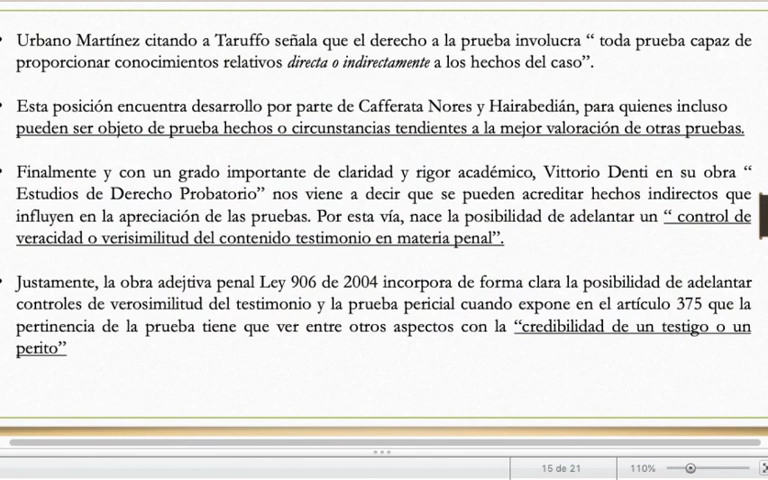 Urbano Martínez citando a Taruffo señala que el derecho a la prueba involucra “ toda prueba capaz de
proporcionar conocimientos relativos directa o indirectamente a los hechos del caso”.
Esta posición encuentra desarrollo por parte de Cafferata Nores y Hairabedián, para quienes incluso
pueden ser objeto de prueba hechos o circunstancias tendientes a la mejor valoración de otras pruebas.
Finalmente y con un grado importante de claridad y rigor académico, Vittorio Denti en su obra “
Estudios de Derecho Probatorio” nos viene a decir que se pueden acreditar hechos indirectos que
influyen en la apreciación de las pruebas. Por esta vía, nace la posibilidad de adelantar un “ control de
veracidad o verisimilitud del contenido testimonio en materia penal”.
Justamente, la obra adejtiva penal Ley 906 de 2004 incorpora de forma clara la posibilidad de adelantar
controles de verosimilitud del testimonio y la prueba pericial cuando expone en el artículo 375 que la
pertinencia de la prueba tiene que ver entre otros aspectos con la “credibilidad de un testigo o un
perito”
15 de 21
110%